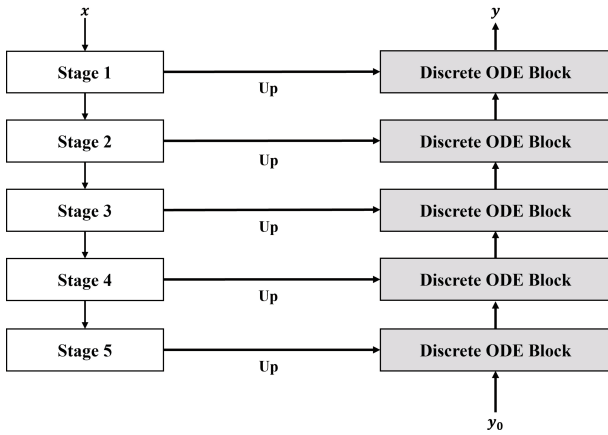 x
y
Stage 1
Up
Discrete ODE Block
Stage 2
Up
Discrete ODE Block
Stage 3
Up
Discrete ODE Block
Stage 4
Up
Discrete ODE Block
Stage 5
Up
Discrete ODE Block
y₀